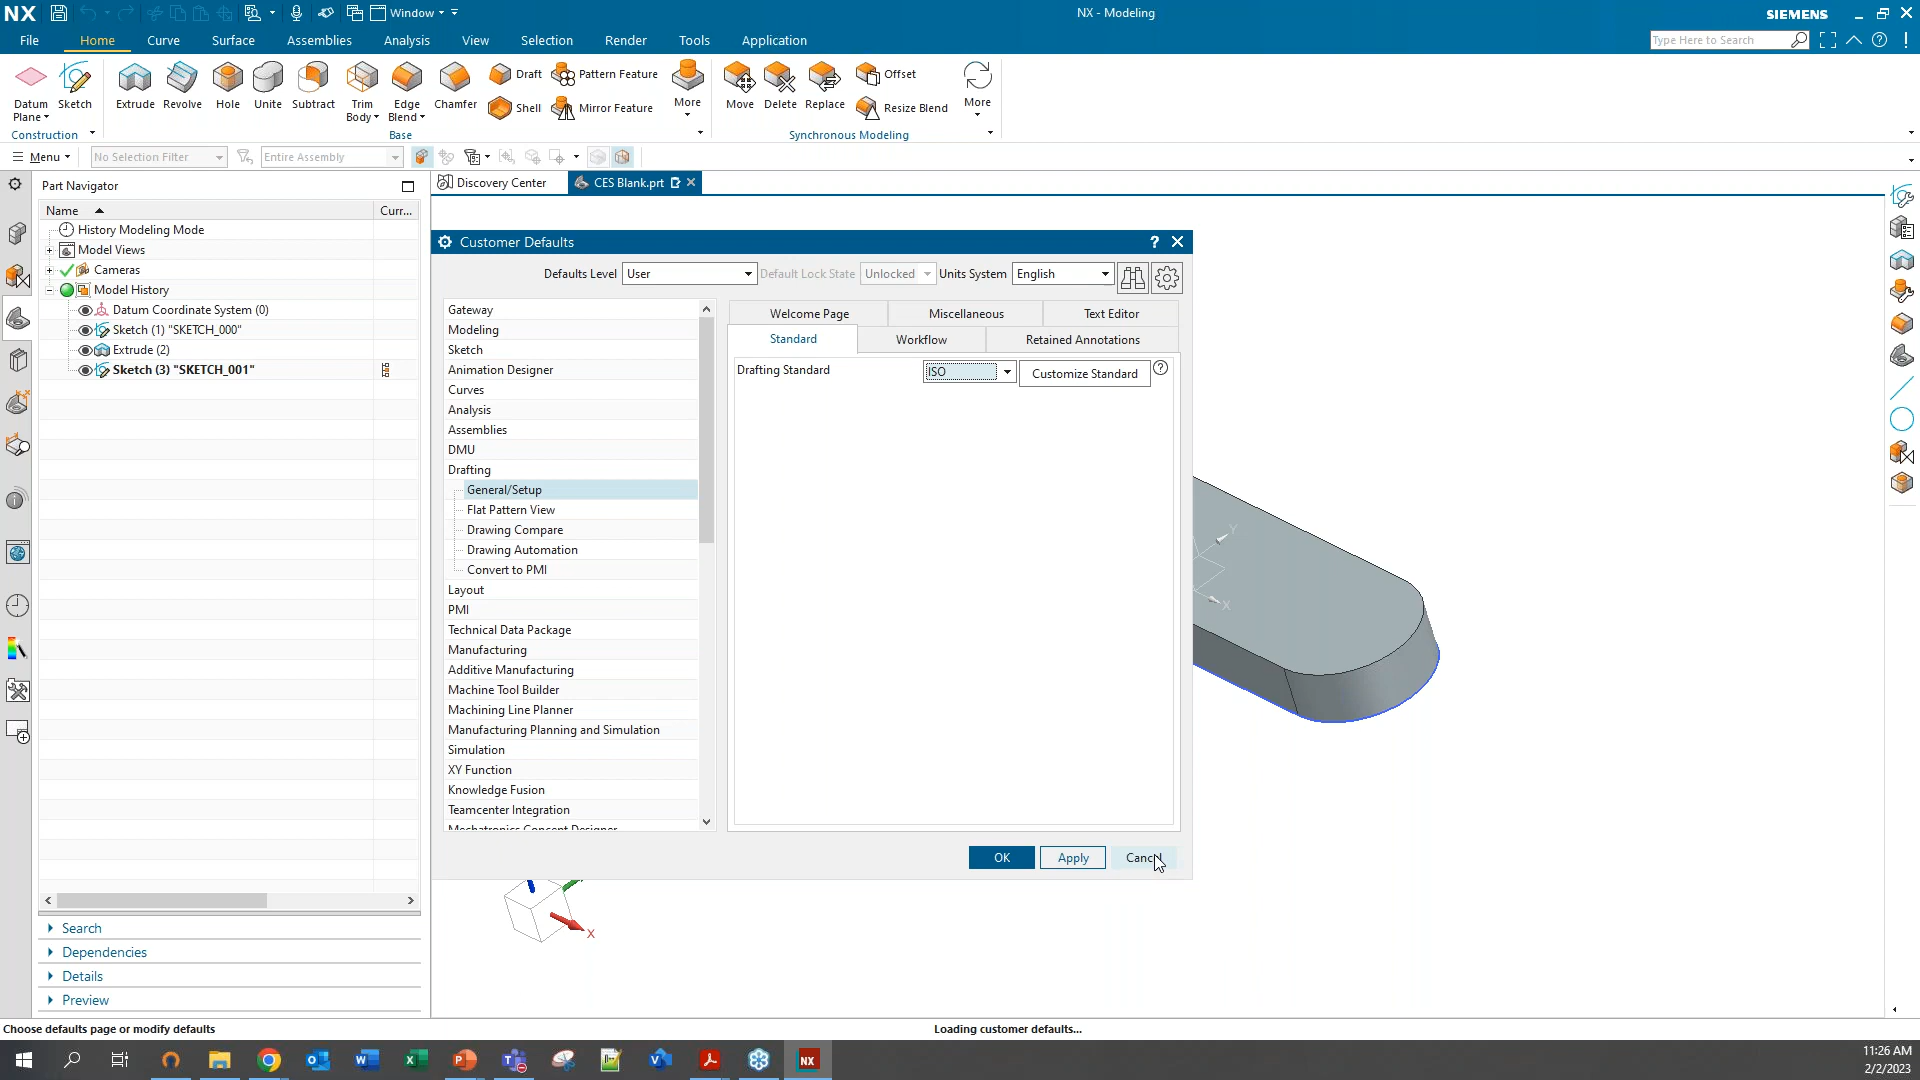 NX
Window
NX - Modeling
SIEMENS
File
Home
Curve
Surface
Assemblies
Analysis
View
Selection
Render
Tools
Application
Type Here to Search
Datum Plane
Sketch
Extrude
Revolve
Hole
Unite
Subtract
Trim Body
Edge Blend
Chamfer
Draft
Shell
Pattern Feature
Mirror Feature
More
Move
Delete
Replace
Offset
Resize Blend
More
Construction
Base
Synchronous Modeling
Menu
No Selection Filter
Entire Assembly
Part Navigator
Name
Curr...
History Modeling Mode
Model Views
Cameras
Model History
Datum Coordinate System (0)
Sketch (1) "SKETCH_000"
Extrude (2)
Sketch (3) "SKETCH_001"
Search
Dependencies
Details
Preview
Discovery Center
CES Blank.prt
Customer Defaults
Defaults Level
User
Default Lock State
Unlocked
Units System
English
Gateway
Modeling
Sketch
Animation Designer
Curves
Analysis
Assemblies
DMU
Drafting
General/Setup
Flat Pattern View
Drawing Compare
Drawing Automation
Convert to PMI
Layout
PMI
Technical Data Package
Manufacturing
Additive Manufacturing
Machine Tool Builder
Machining Line Planner
Manufacturing Planning and Simulation
Simulation
XY Function
Knowledge Fusion
Teamcenter Integration
Mechatronics Concept Designer
Welcome Page
Miscellaneous
Text Editor
Standard
Workflow
Retained Annotations
Drafting Standard
ISO
Customize Standard
OK
Apply
Cancel
Y
X
X
Choose defaults page or modify defaults
Loading customer defaults...
NX
11:26 AM
2/2/2023